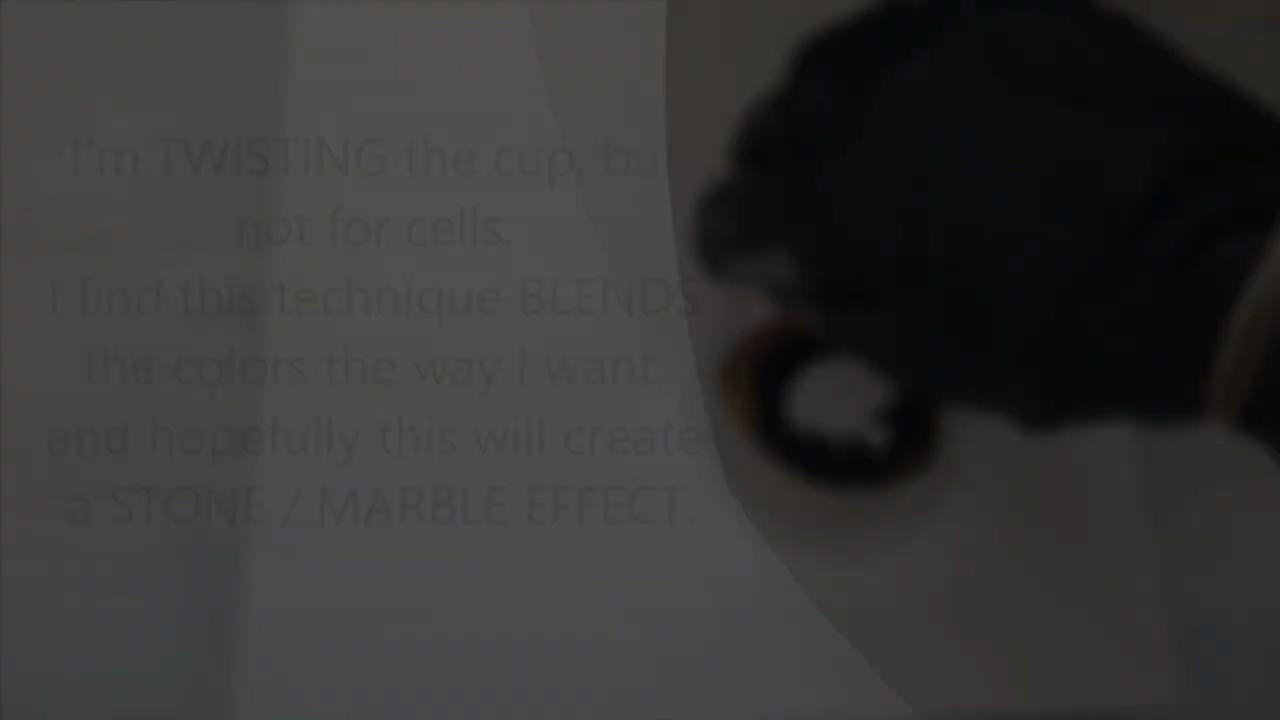 I'm TWISTING the cup, bu
not for cells.
I find this technique BLENDS
The colors the way I want
and hopefully this will create
a STONE / MARBLE EFFECT.